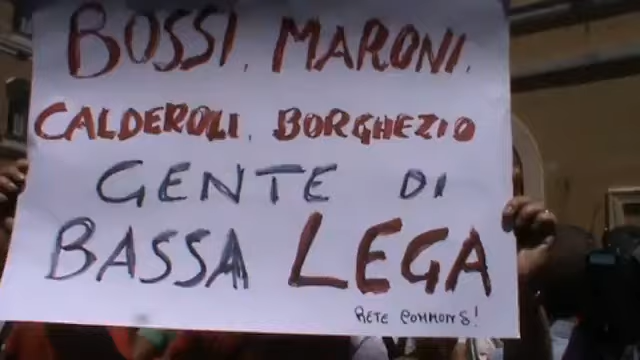 BOSSI, MARONI,
CALDEROLI, BORGHEZIO
GENTE DI
BASSA LEGA
RETE COMMONS!